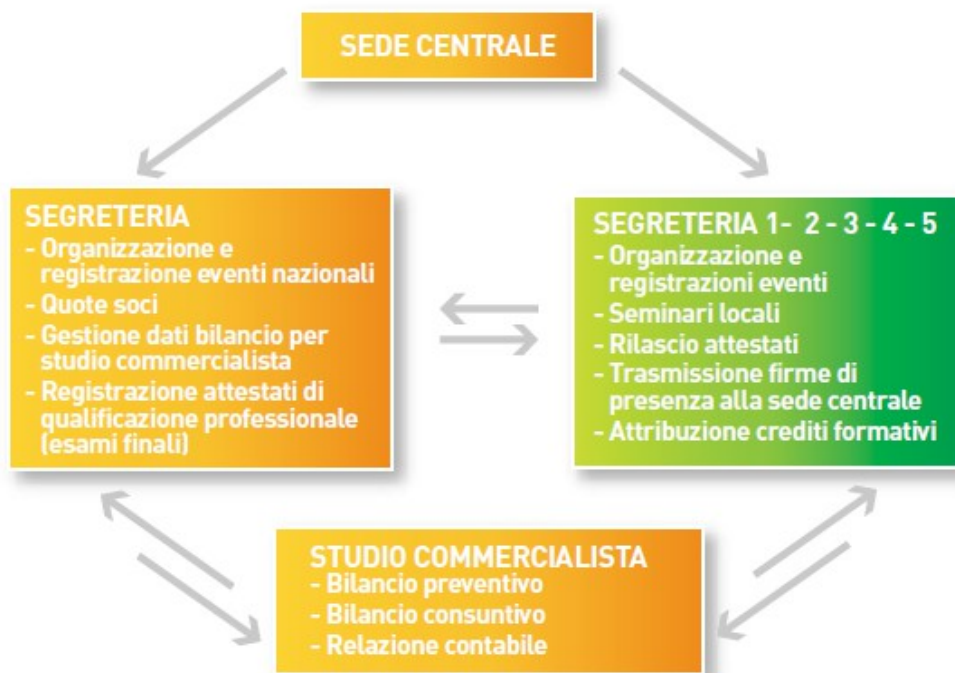 SEDE CENTRALE
SEGRETERIA
- Organizzazione e
registrazione eventi nazionali
- Quote soci
- Gestione dati bilancio per
studio commercialista
- Registrazione attestati di
qualificazione professionale
(esami finali)
SEGRETERIA 1- 2 - 3 - 4 - 5
- Organizzazione e
registrazioni eventi
- Seminari locali
- Rilascio attestati
- Trasmissione firme di
presenza alla sede centrale
- Attribuzione crediti formativi
STUDIO COMMERCIALISTA
- Bilancio preventivo
- Bilancio consuntivo
- Relazione contabile